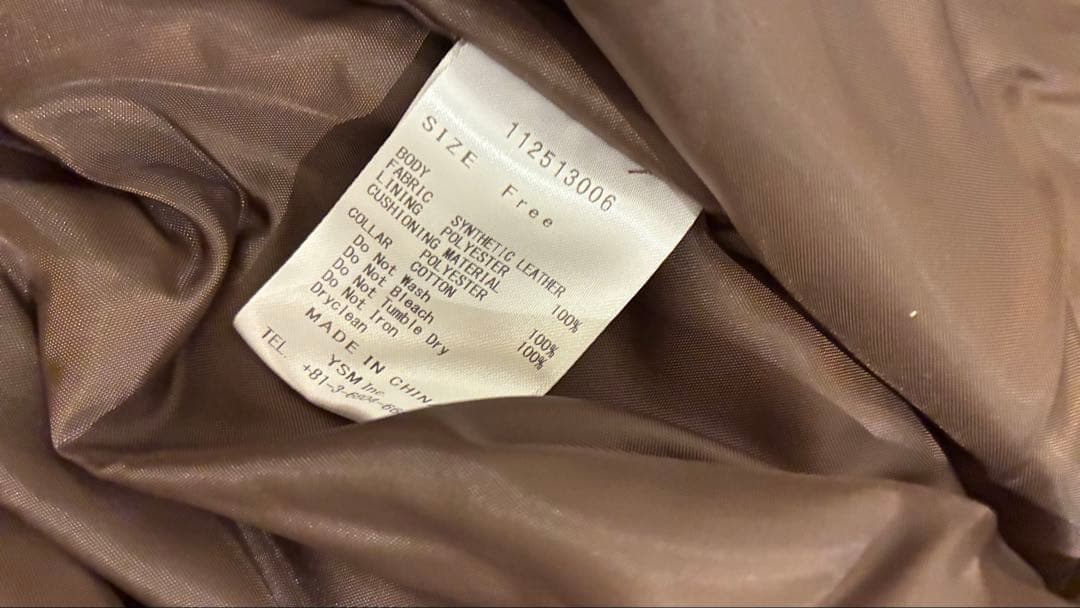 112513006
SIZE Free
BODY
FABRIC SYNTHETIC LEATHER
LINING POLYESTER 100%
CUSHIONING MATERIAL
POLYESTER 100%
COLLAR COTTON 100%
Do Not Wash
Do Not Bleach
Do Not Tumble Dry
Do Not Iron
Dryclean
MADE IN CHIN
YSM Inc.
TEL. +81-3-